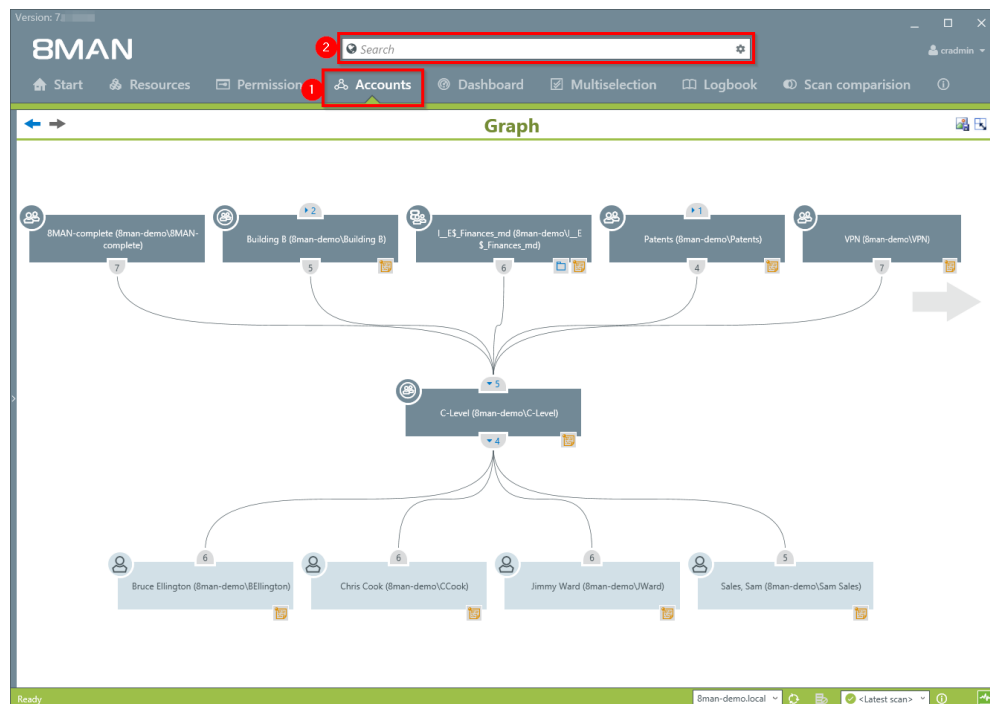 Version: 7
8MAN
2
Search
cradmin
Start
Resources
Permission
1
Accounts
Dashboard
Multiselection
Logbook
Scan comparision
Graph
8MAN-complete (8man-demo\8MAN-
complete)
7
2
Building B (8man-demo\Building B)
5
l__E$_Finances_md (8man-demo\l__E
$_Finances_md)
6
1
Patents (8man-demo\Patents)
4
VPN (8man-demo\VPN)
7
5
C-Level (8man-demo\C-Level)
4
6
Bruce Ellington (8man-demo\BEllington)
6
Chris Cook (8man-demo\CCook)
6
Jimmy Ward (8man-demo\JWard)
5
Sales, Sam (8man-demo\Sam Sales)
Ready
8man-demo.local
<Latest scan>